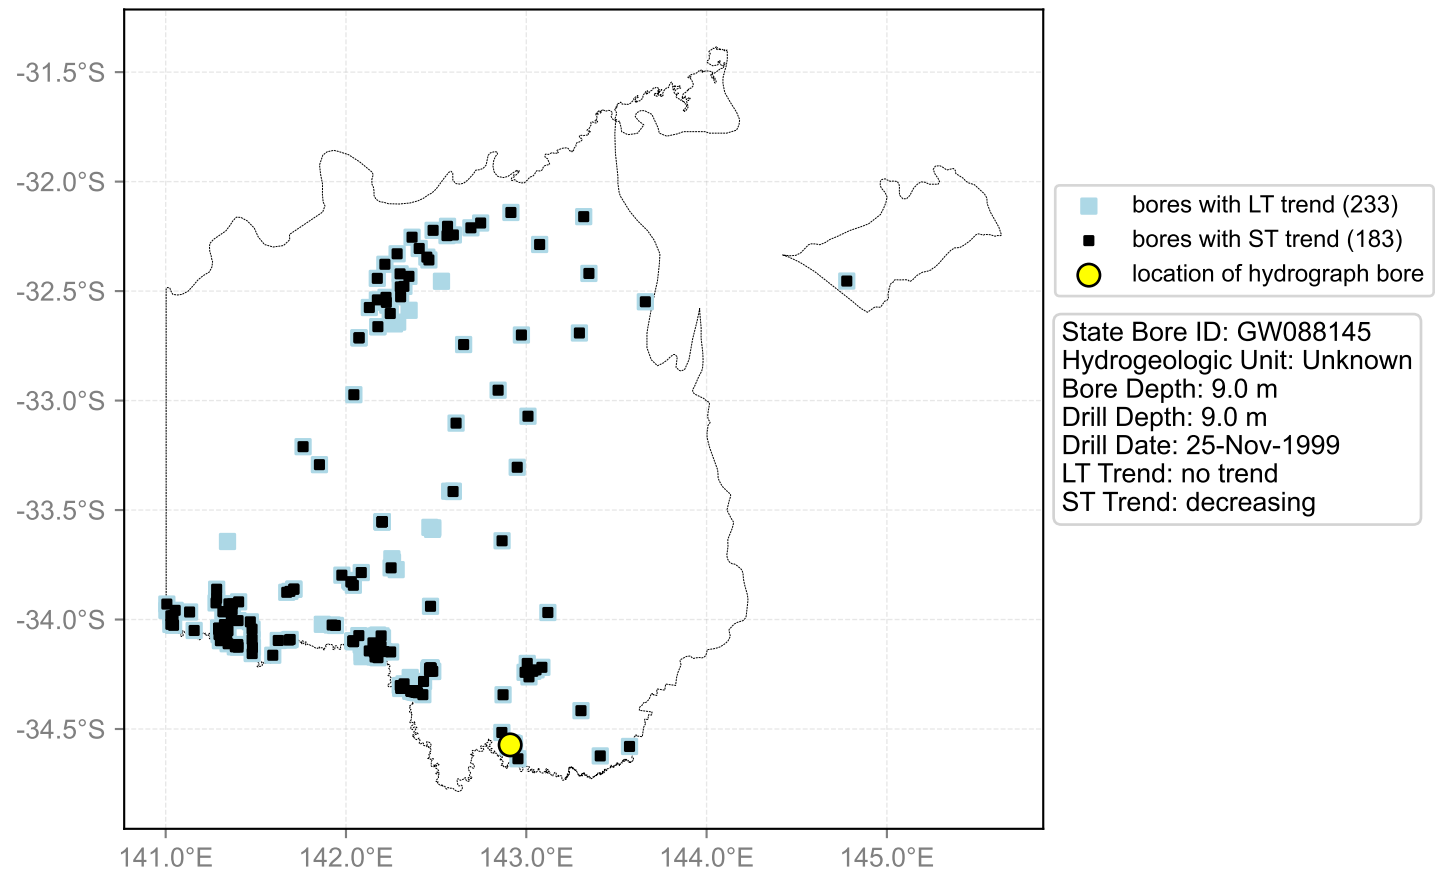 -31.5°S
-32.0°S
-32.5°S
-33.0°S
-33.5°S
-34.0°S
-34.5°S
141.0°E
142.0°E
143.0°E
144.0°E
145.0°E
bores with LT trend (233)
bores with ST trend (183)
location of hydrograph bore
State Bore ID: GW088145
Hydrogeologic Unit: Unknown
Bore Depth: 9.0 m
Drill Depth: 9.0 m
Drill Date: 25-Nov-1999
LT Trend: no trend
ST Trend: decreasing